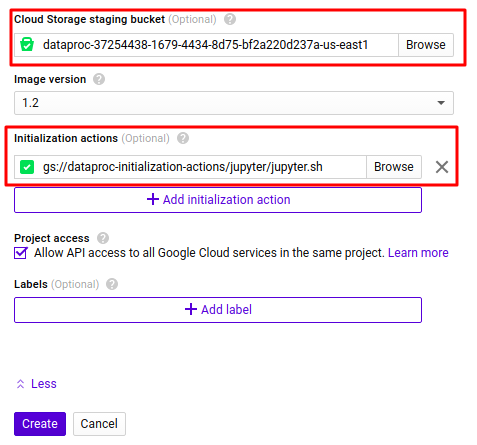 Cloud Storage staging bucket (Optional) ?
dataproc-37254438-1679-4434-8d75-bf2a220d237a-us-east1 Browse
Image version
1.2
Initialization actions (Optional) ?
gs://dataproc-initialization-actions/jupyter/jupyter.sh Browse
+ Add initialization action
Project access ?
Allow API access to all Google Cloud services in the same project. Learn more
Labels (Optional) ?
+ Add label
Less
Create Cancel